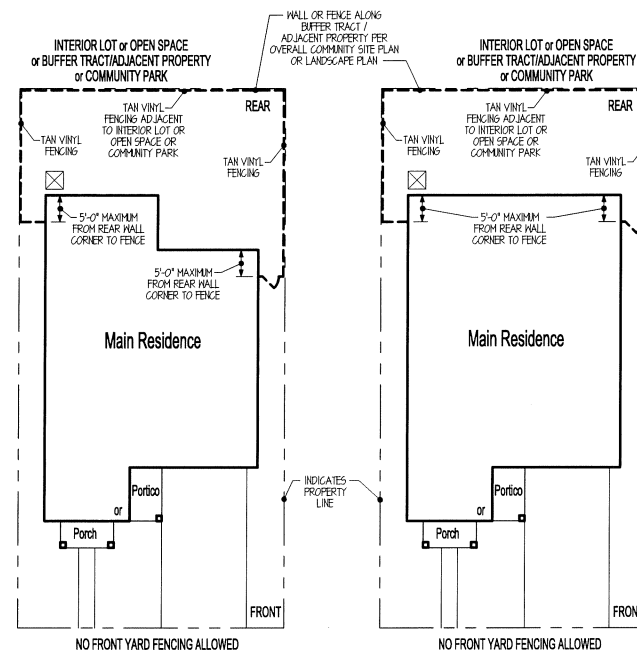 WALL OR FENCE ALONG
BUFFER TRACT /
ADJACENT PROPERTY PER
OVERALL COMMUNITY SITE PLAN
OR LANDSCAPE PLAN
INTERIOR LOT or OPEN SPACE
or BUFFER TRACT/ADJACENT PROPERTY
or COMMUNITY PARK
REAR
TAN VINYL
FENCING ADJACENT
TO INTERIOR LOT OR
OPEN SPACE OR
COMMUNITY PARK
TAN VINYL
FENCING
TAN VINYL
FENCING
5'-0" MAXIMUM
FROM REAR WALL
CORNER TO FENCE
5'-0" MAXIMUM
FROM REAR WALL
CORNER TO FENCE
Main Residence
Portico
or
Porch
FRONT
NO FRONT YARD FENCING ALLOWED
INDICATES
PROPERTY
LINE
INTERIOR LOT or OPEN SPACE
or BUFFER TRACT/ADJACENT PROPERTY
or COMMUNITY PARK
REAR
TAN VINYL
FENCING ADJACENT
TO INTERIOR LOT OR
OPEN SPACE OR
COMMUNITY PARK
TAN VINYL
FENCING
TAN VINYL
FENCING
5'-0" MAXIMUM
FROM REAR WALL
CORNER TO FENCE
Main Residence
Portico
or
Porch
FRON
NO FRONT YARD FENCING ALLOWED